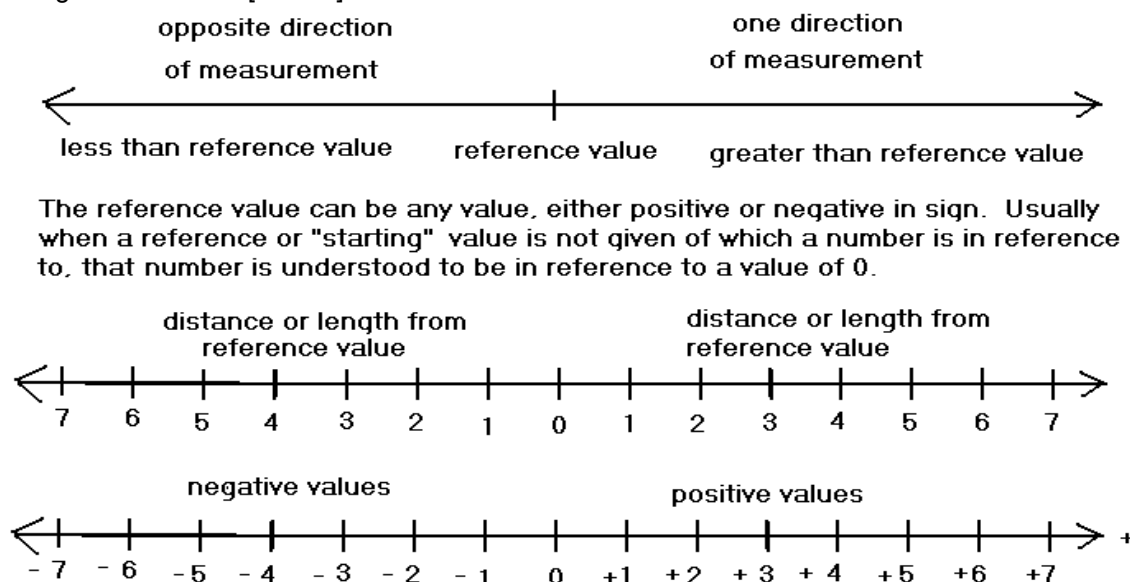 opposite direction one direction
of measurement of measurement
less than reference value reference value greater than reference value
The reference value can be any value, either positive or negative in sign. Usually
when a reference or "starting" value is not given of which a number is in reference
to, that number is understood to be in reference to a value of 0.
distance or length from distance or length from
reference value reference value
7 6 5 4 3 2 1 0 1 2 3 4 5 6 7
negative values positive values
+
- 7 - 6 - 5 - 4 - 3 - 2 - 1 0 +1 +2 + 3 + 4 +5 +6 +7